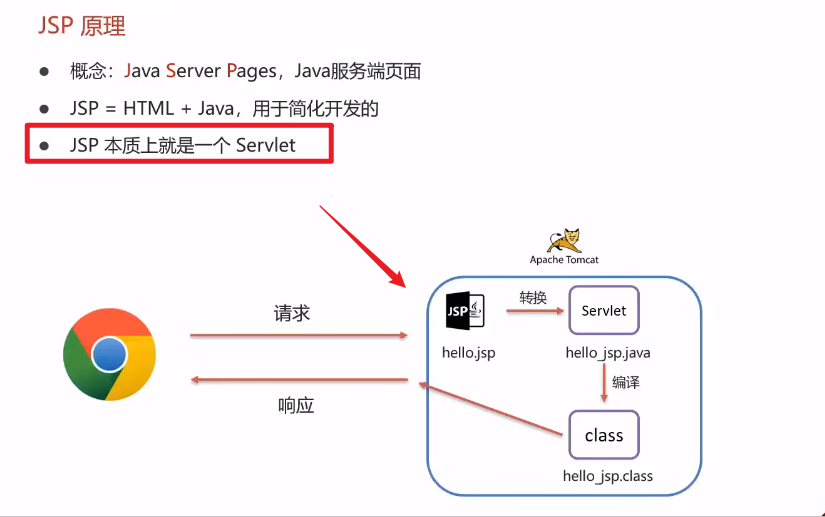 JSP 原理
概念：Java Server Pages，Java服务端页面
JSP = HTML + Java，用于简化开发的
JSP 本质上就是一个 Servlet
Apache Tomcat
请求
JSP
转换
Servlet
hello.jsp
hello_jsp.java
编译
响应
class
hello_jsp.class